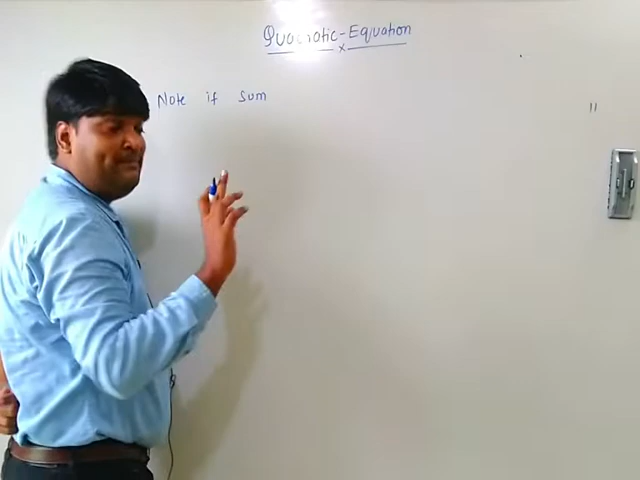 Quadratic-Equation
x
Note if Sum
"